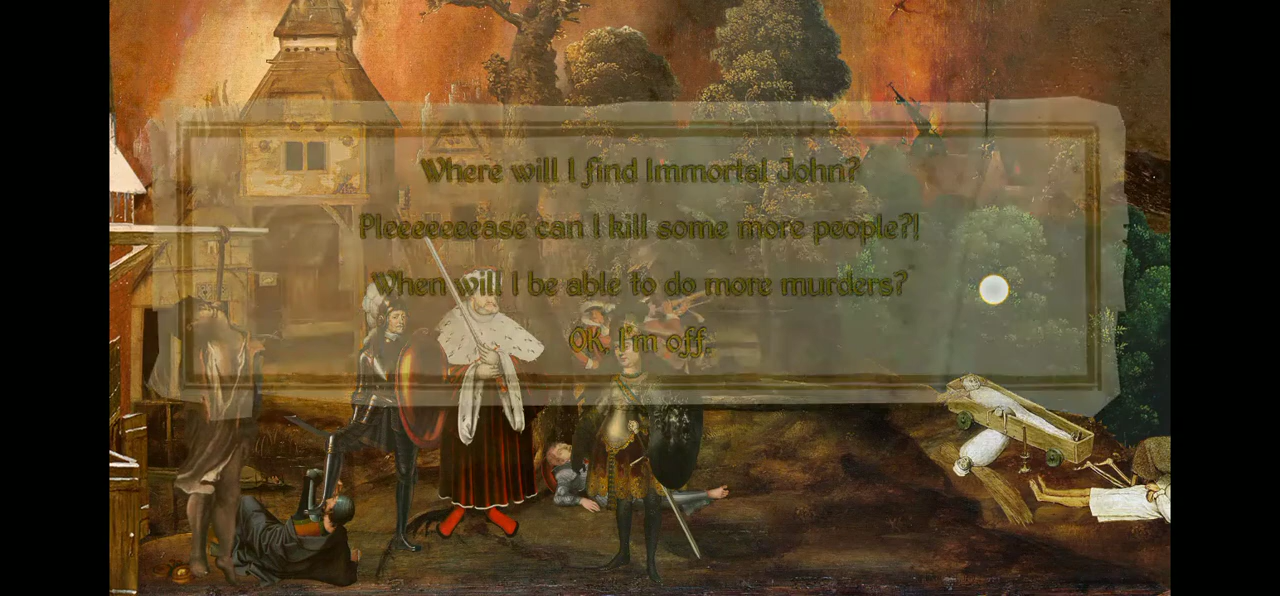 Where will I find Immortal John?
Pleeeeeeease can I kill some more people?!
When will I be able to do more murders?
OK, I'm off.